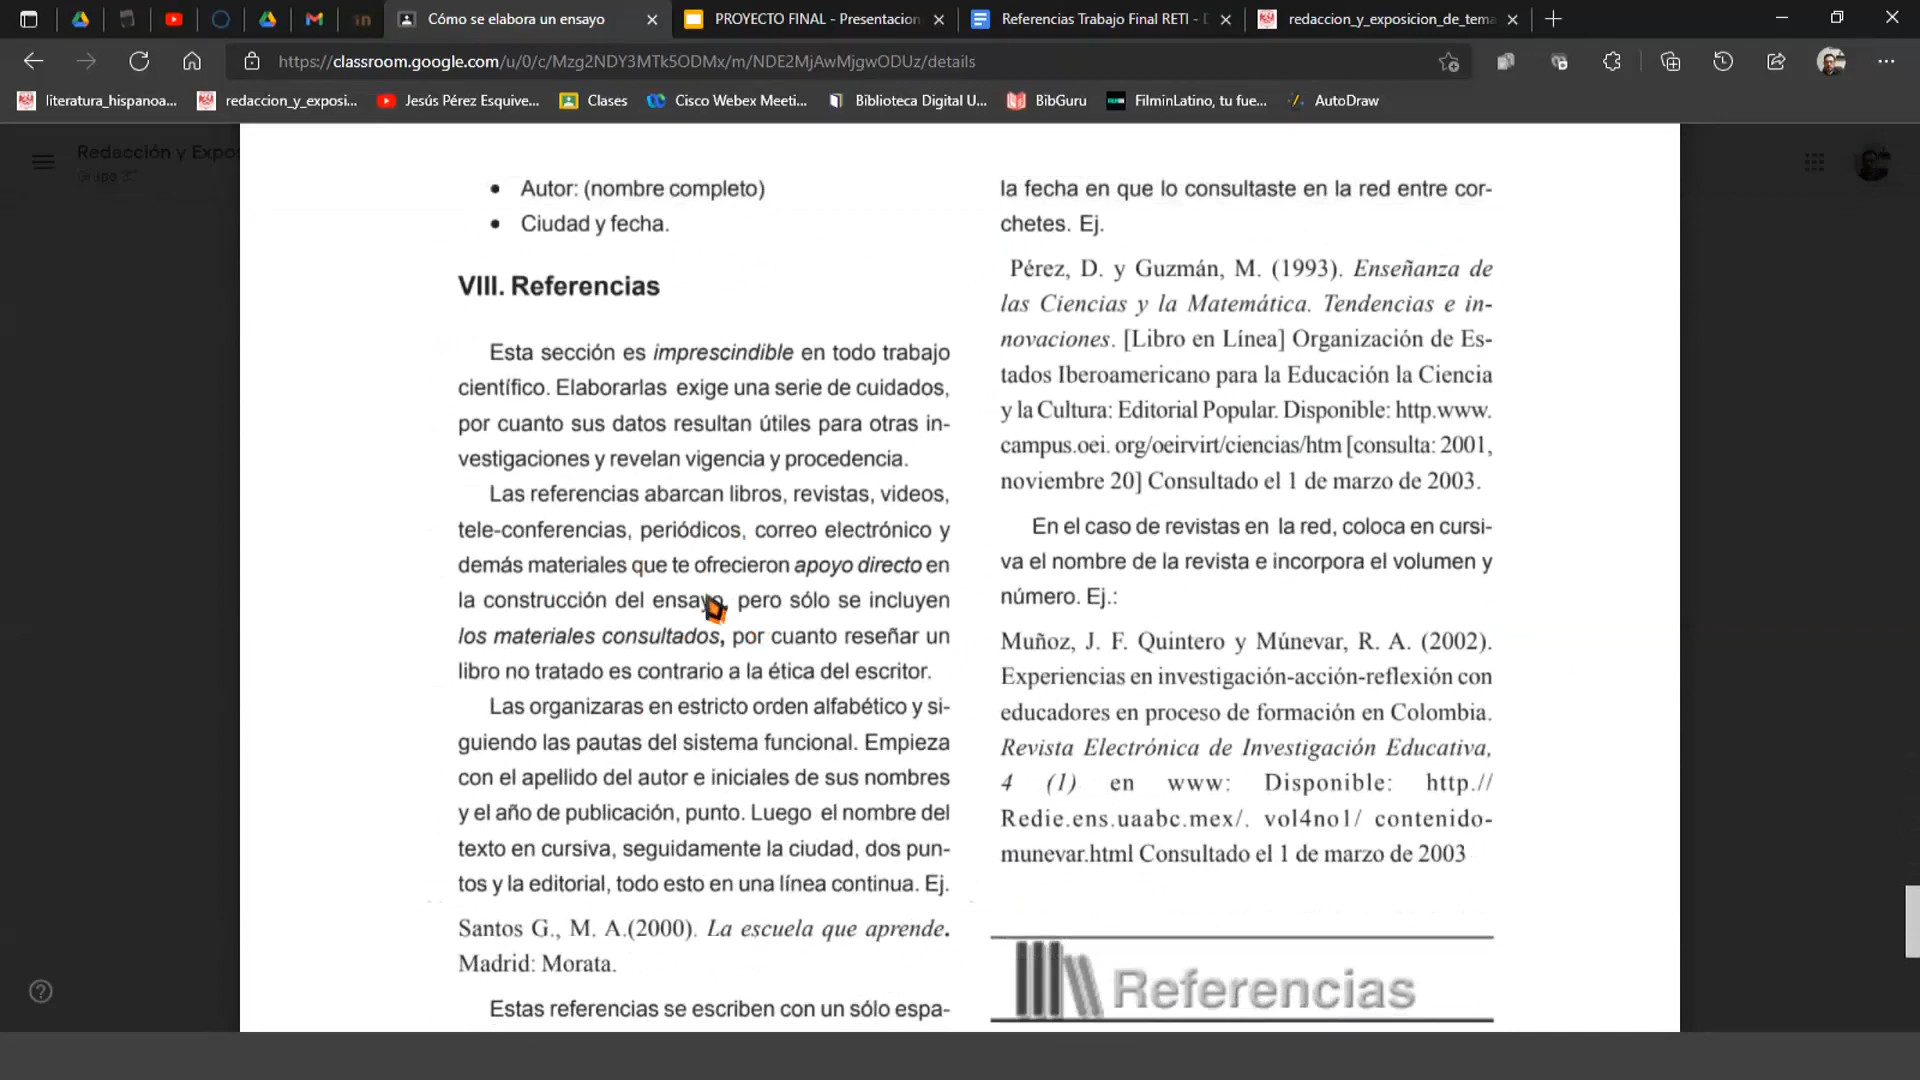 Cómo se elabora un ensayo
PROYECTO FINAL - Presentacion
Referencias Trabajo Final RETI - D
redaccion_y_exposicion_de_tema
https://classroom.google.com/u/0/c/Mzg2NDY3MTk5ODMx/m/NDE2MjAwMjgwODUz/details
literatura_hispanoa...
redaccion_y_exposi...
Jesús Pérez Esquive...
Clases
Cisco Webex Meeti...
Biblioteca Digital U...
BibGuru
FilminLatino, tu fue...
AutoDraw
Redacción y Expo
• Autor: (nombre completo)
• Ciudad y fecha.
VIII. Referencias
Esta sección es imprescindible en todo trabajo
científico. Elaborarlas exige una serie de cuidados,
por cuanto sus datos resultan útiles para otras in-
vestigaciones y revelan vigencia y procedencia.
Las referencias abarcan libros, revistas, videos,
tele-conferencias, periódicos, correo electrónico y
demás materiales que te ofrecieron apoyo directo en
la construcción del ensayo, pero sólo se incluyen
los materiales consultados, por cuanto reseñar un
libro no tratado es contrario a la ética del escritor.
Las organizaras en estricto orden alfabético y si-
guiendo las pautas del sistema funcional. Empieza
con el apellido del autor e iniciales de sus nombres
y el año de publicación, punto. Luego el nombre del
texto en cursiva, seguidamente la ciudad, dos pun-
tos y la editorial, todo esto en una línea continua. Ej.
Santos G., M. A.(2000). La escuela que aprende.
Madrid: Morata.
Estas referencias se escriben con un sólo espa-
la fecha en que lo consultaste en la red entre cor-
chetes. Ej.
Pérez, D. y Guzmán, M. (1993). Enseñanza de
las Ciencias y la Matemática. Tendencias e in-
novaciones. [Libro en Línea] Organización de Es-
tados Iberoamericano para la Educación la Ciencia
y la Cultura: Editorial Popular. Disponible: http.www.
campus.oei. org/oeirvirt/ciencias/htm [consulta: 2001,
noviembre 20] Consultado el 1 de marzo de 2003.
En el caso de revistas en la red, coloca en cursi-
va el nombre de la revista e incorpora el volumen y
número. Ej.:
Muñoz, J. F. Quintero y Múnevar, R. A. (2002).
Experiencias en investigación-acción-reflexión con
educadores en proceso de formación en Colombia.
Revista Electrónica de Investigación Educativa,
4 (1) en www: Disponible: http.//
Redie.ens.uaabc.mex/. vol4no1/ contenido-
munevar.html Consultado el 1 de marzo de 2003
Referencias